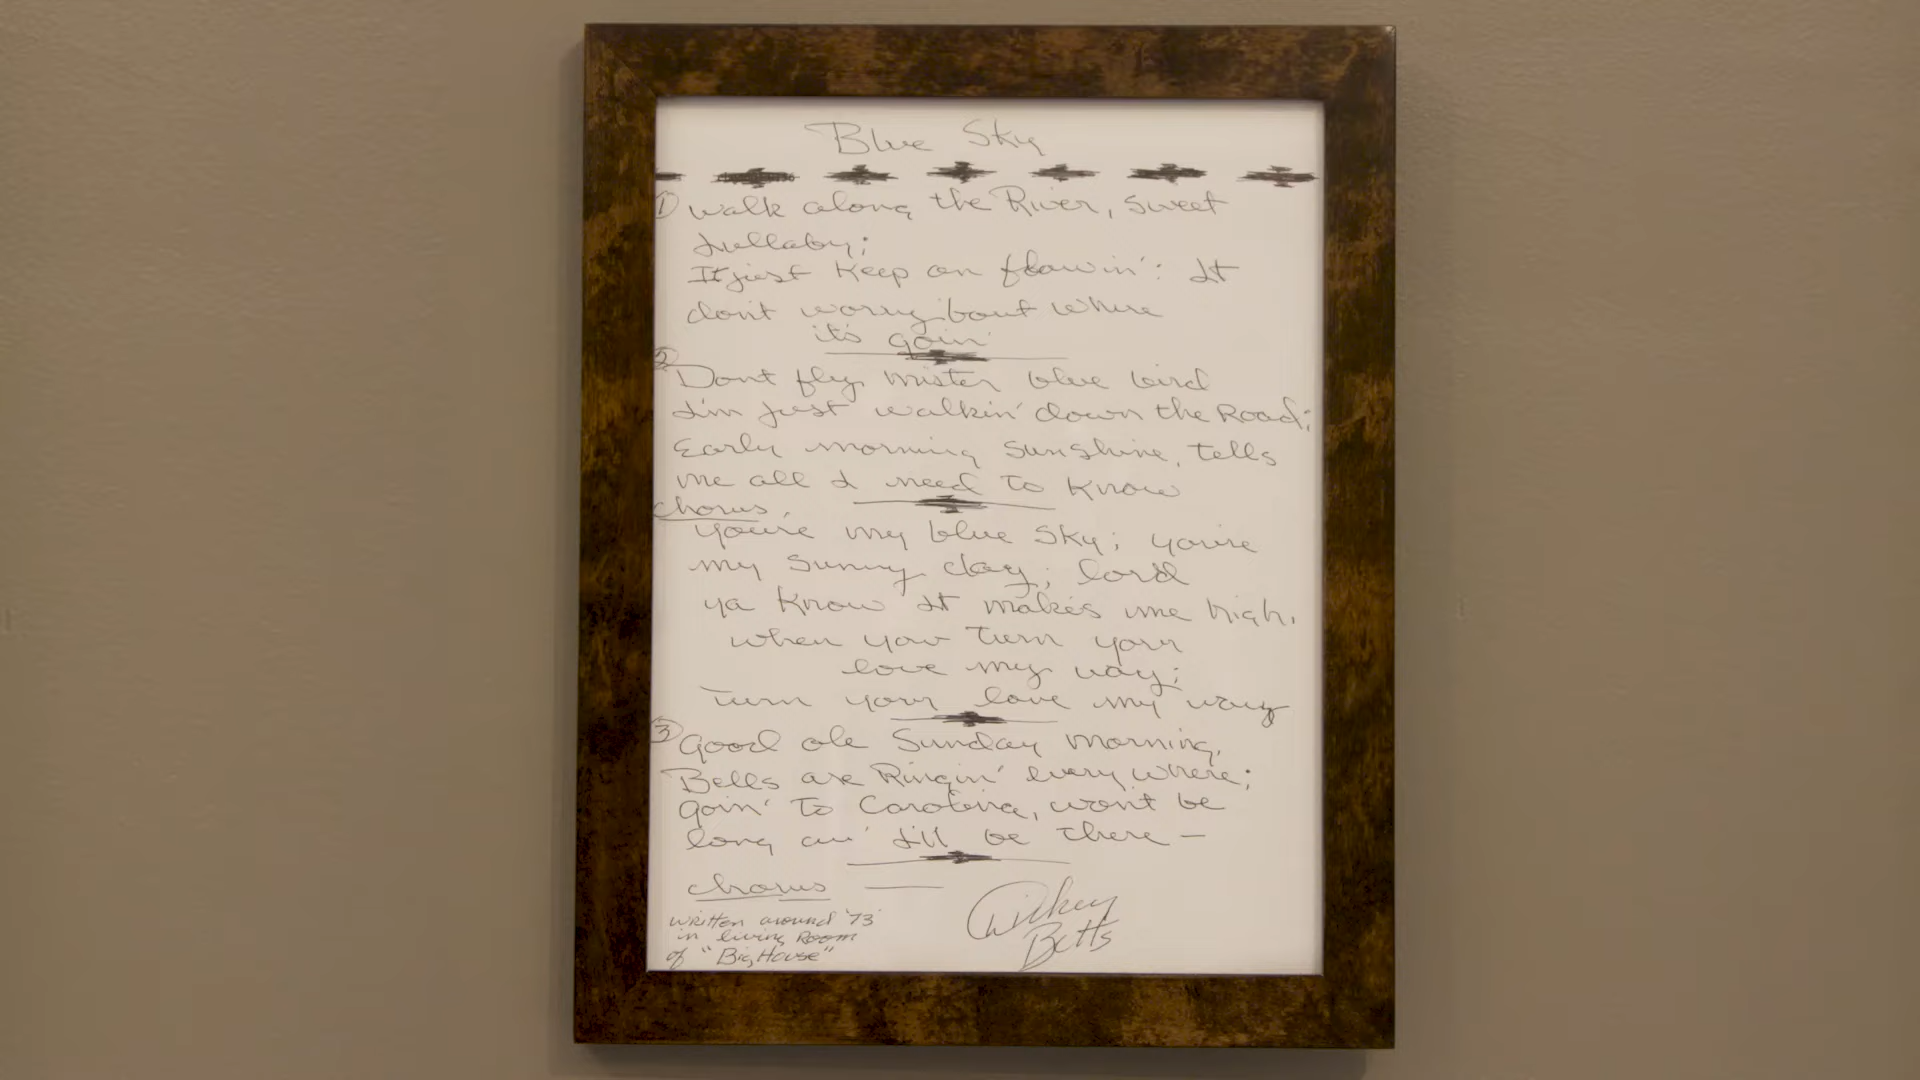 Blue Sky
① walk along the River, sweet
Lullaby;
It just keep on flowin': It
don't worry 'bout where
it's goin'
② Dont fly mister blue bird
I'm just walkin' down the Road;
Early morning sunshine, tells
me all I need to know
chorus
You're my blue sky; you're
my sunny day; lord
ya know It makes me high,
when you turn your
love my way;
Turn your love my way
③ Good ole Sunday morning,
Bells are Ringin' every where;
goin' To Carolina, won't be
long an' I'll be there —
chorus
written around '73
in living Room
of "Big House"
Dickey
Betts